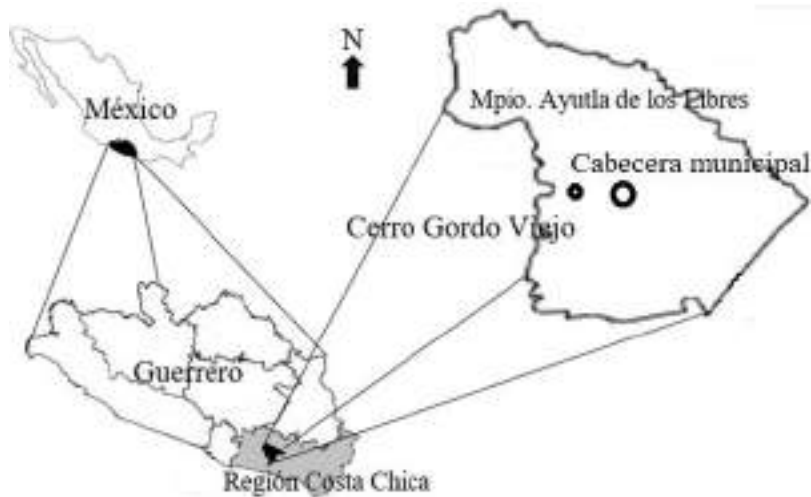 N
México
Mpio. Ayutla de los Libres
Cabecera municipal
Cerro Gordo Viejo
Guerrero
Región Costa Chica